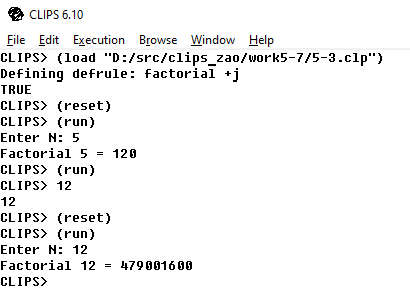 CLIPS 6.10
File Edit Execution Browse Window Help
CLIPS> (load "D:/src/clips_zao/work5-7/5-3.clp")
Defining defrule: factorial +j
TRUE
CLIPS> (reset)
CLIPS> (run)
Enter N: 5
Factorial 5 = 120
CLIPS> (run)
CLIPS> 12
12
CLIPS> (reset)
CLIPS> (run)
Enter N: 12
Factorial 12 = 479001600
CLIPS>